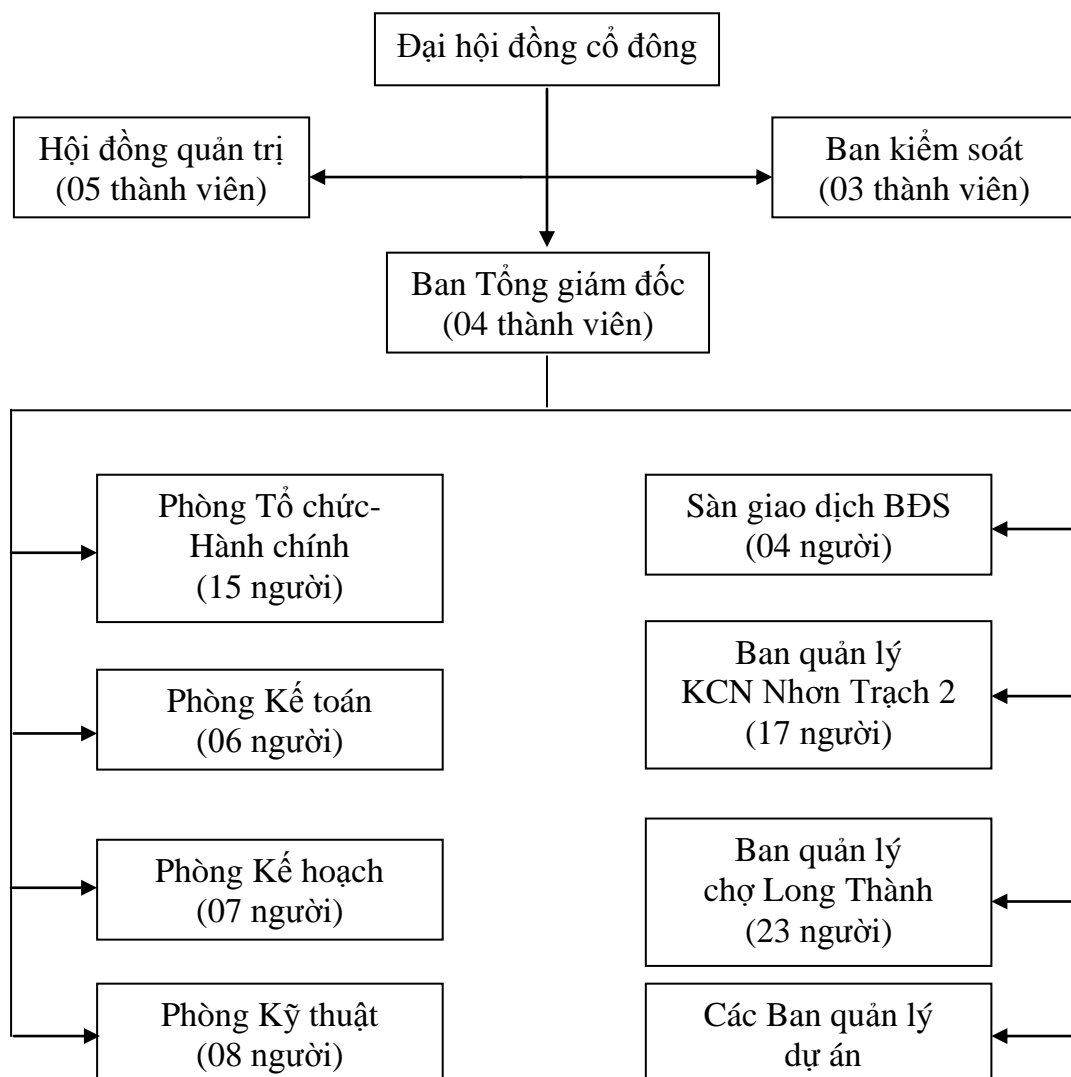 Đại hội đồng cổ đông
Hội đồng quản trị
(05 thành viên)
Ban kiểm soát
(03 thành viên)
Ban Tổng giám đốc
(04 thành viên)
Phòng Tổ chức-
Hành chính
(15 người)
Sàn giao dịch BĐS
(04 người)
Phòng Kế toán
(06 người)
Ban quản lý
KCN Nhơn Trạch 2
(17 người)
Phòng Kế hoạch
(07 người)
Ban quản lý
chợ Long Thành
(23 người)
Phòng Kỹ thuật
(08 người)
Các Ban quản lý
dự án